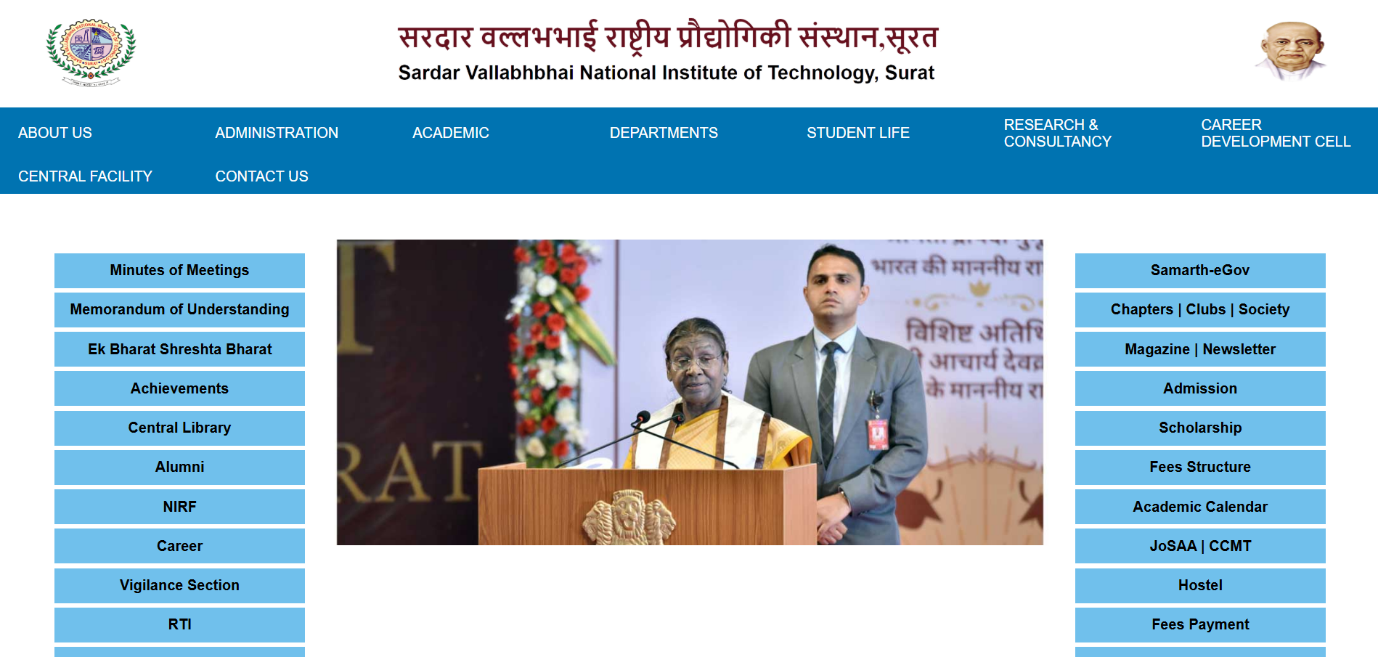 सरदार वल्लभभाई राष्ट्रीय प्रौद्योगिकी संस्थान,सूरत
Sardar Vallabhbhai National Institute of Technology, Surat
ABOUT US
ADMINISTRATION
ACADEMIC
DEPARTMENTS
STUDENT LIFE
RESEARCH &
CONSULTANCY
CAREER
DEVELOPMENT CELL
CENTRAL FACILITY
CONTACT US
Minutes of Meetings
Memorandum of Understanding
Ek Bharat Shreshta Bharat
Achievements
Central Library
Alumni
NIRF
Career
Vigilance Section
RTI
भारत की माननीय रा
विशिष्ट अतिथि
आचार्य देवव्र
के माननीय रा
RAT
Samarth-eGov
Chapters | Clubs | Society
Magazine | Newsletter
Admission
Scholarship
Fees Structure
Academic Calendar
JoSAA | CCMT
Hostel
Fees Payment